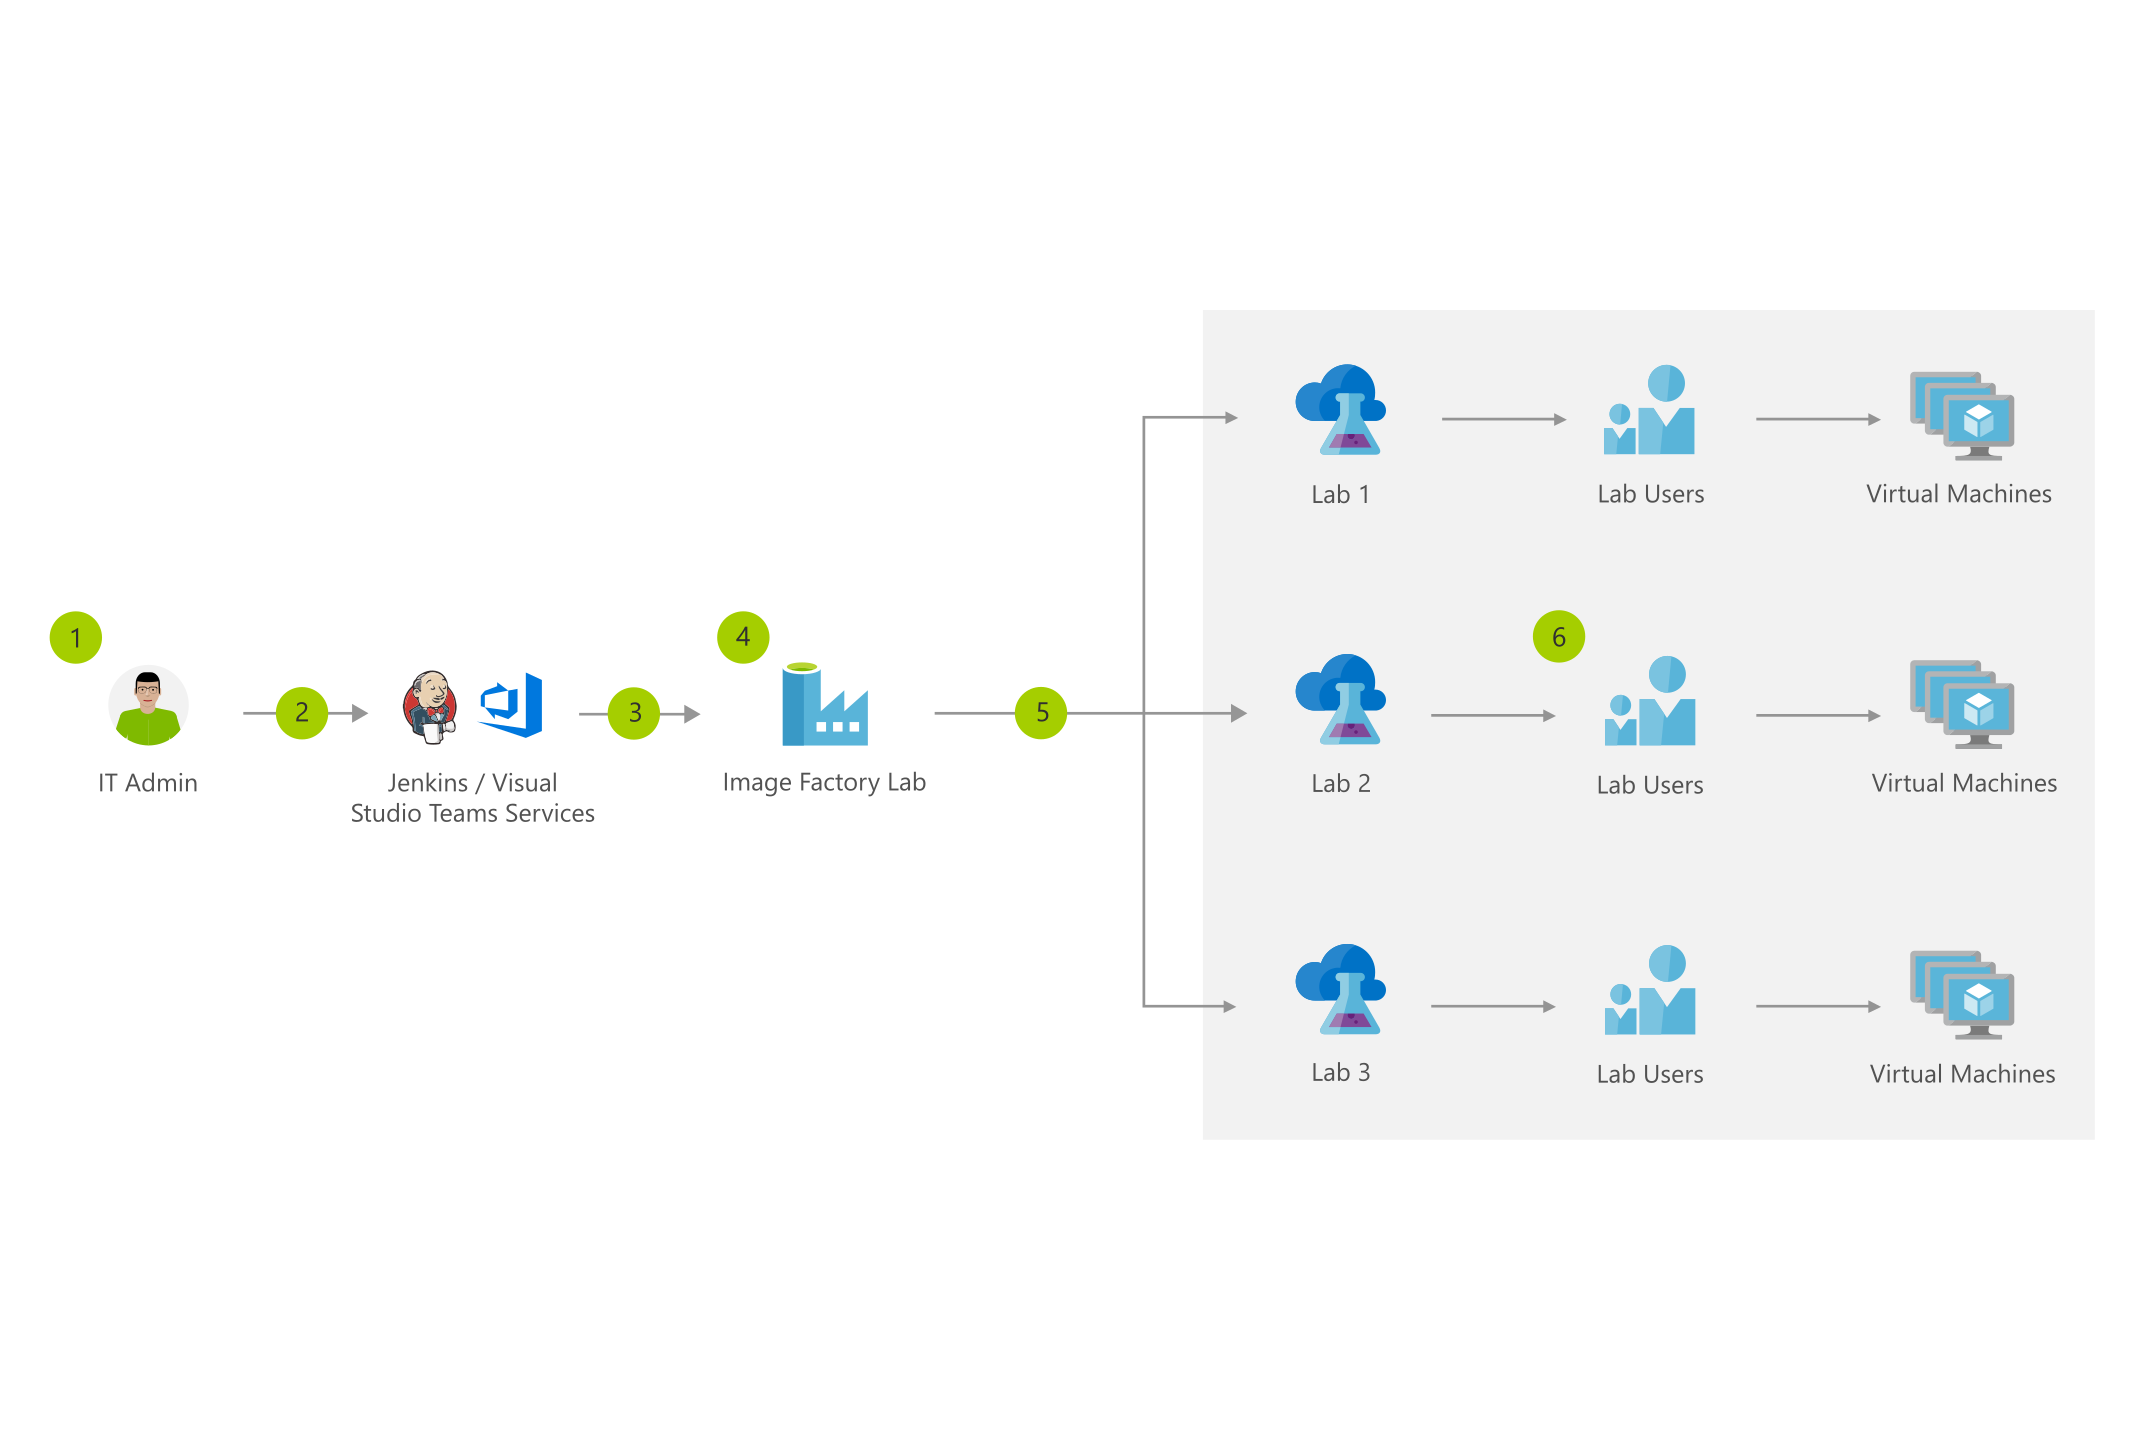 1
IT Admin
2
Jenkins / Visual
Studio Teams Services
3
4
Image Factory Lab
5
Lab 1
Lab Users
Virtual Machines
6
Lab 2
Lab Users
Virtual Machines
Lab 3
Lab Users
Virtual Machines